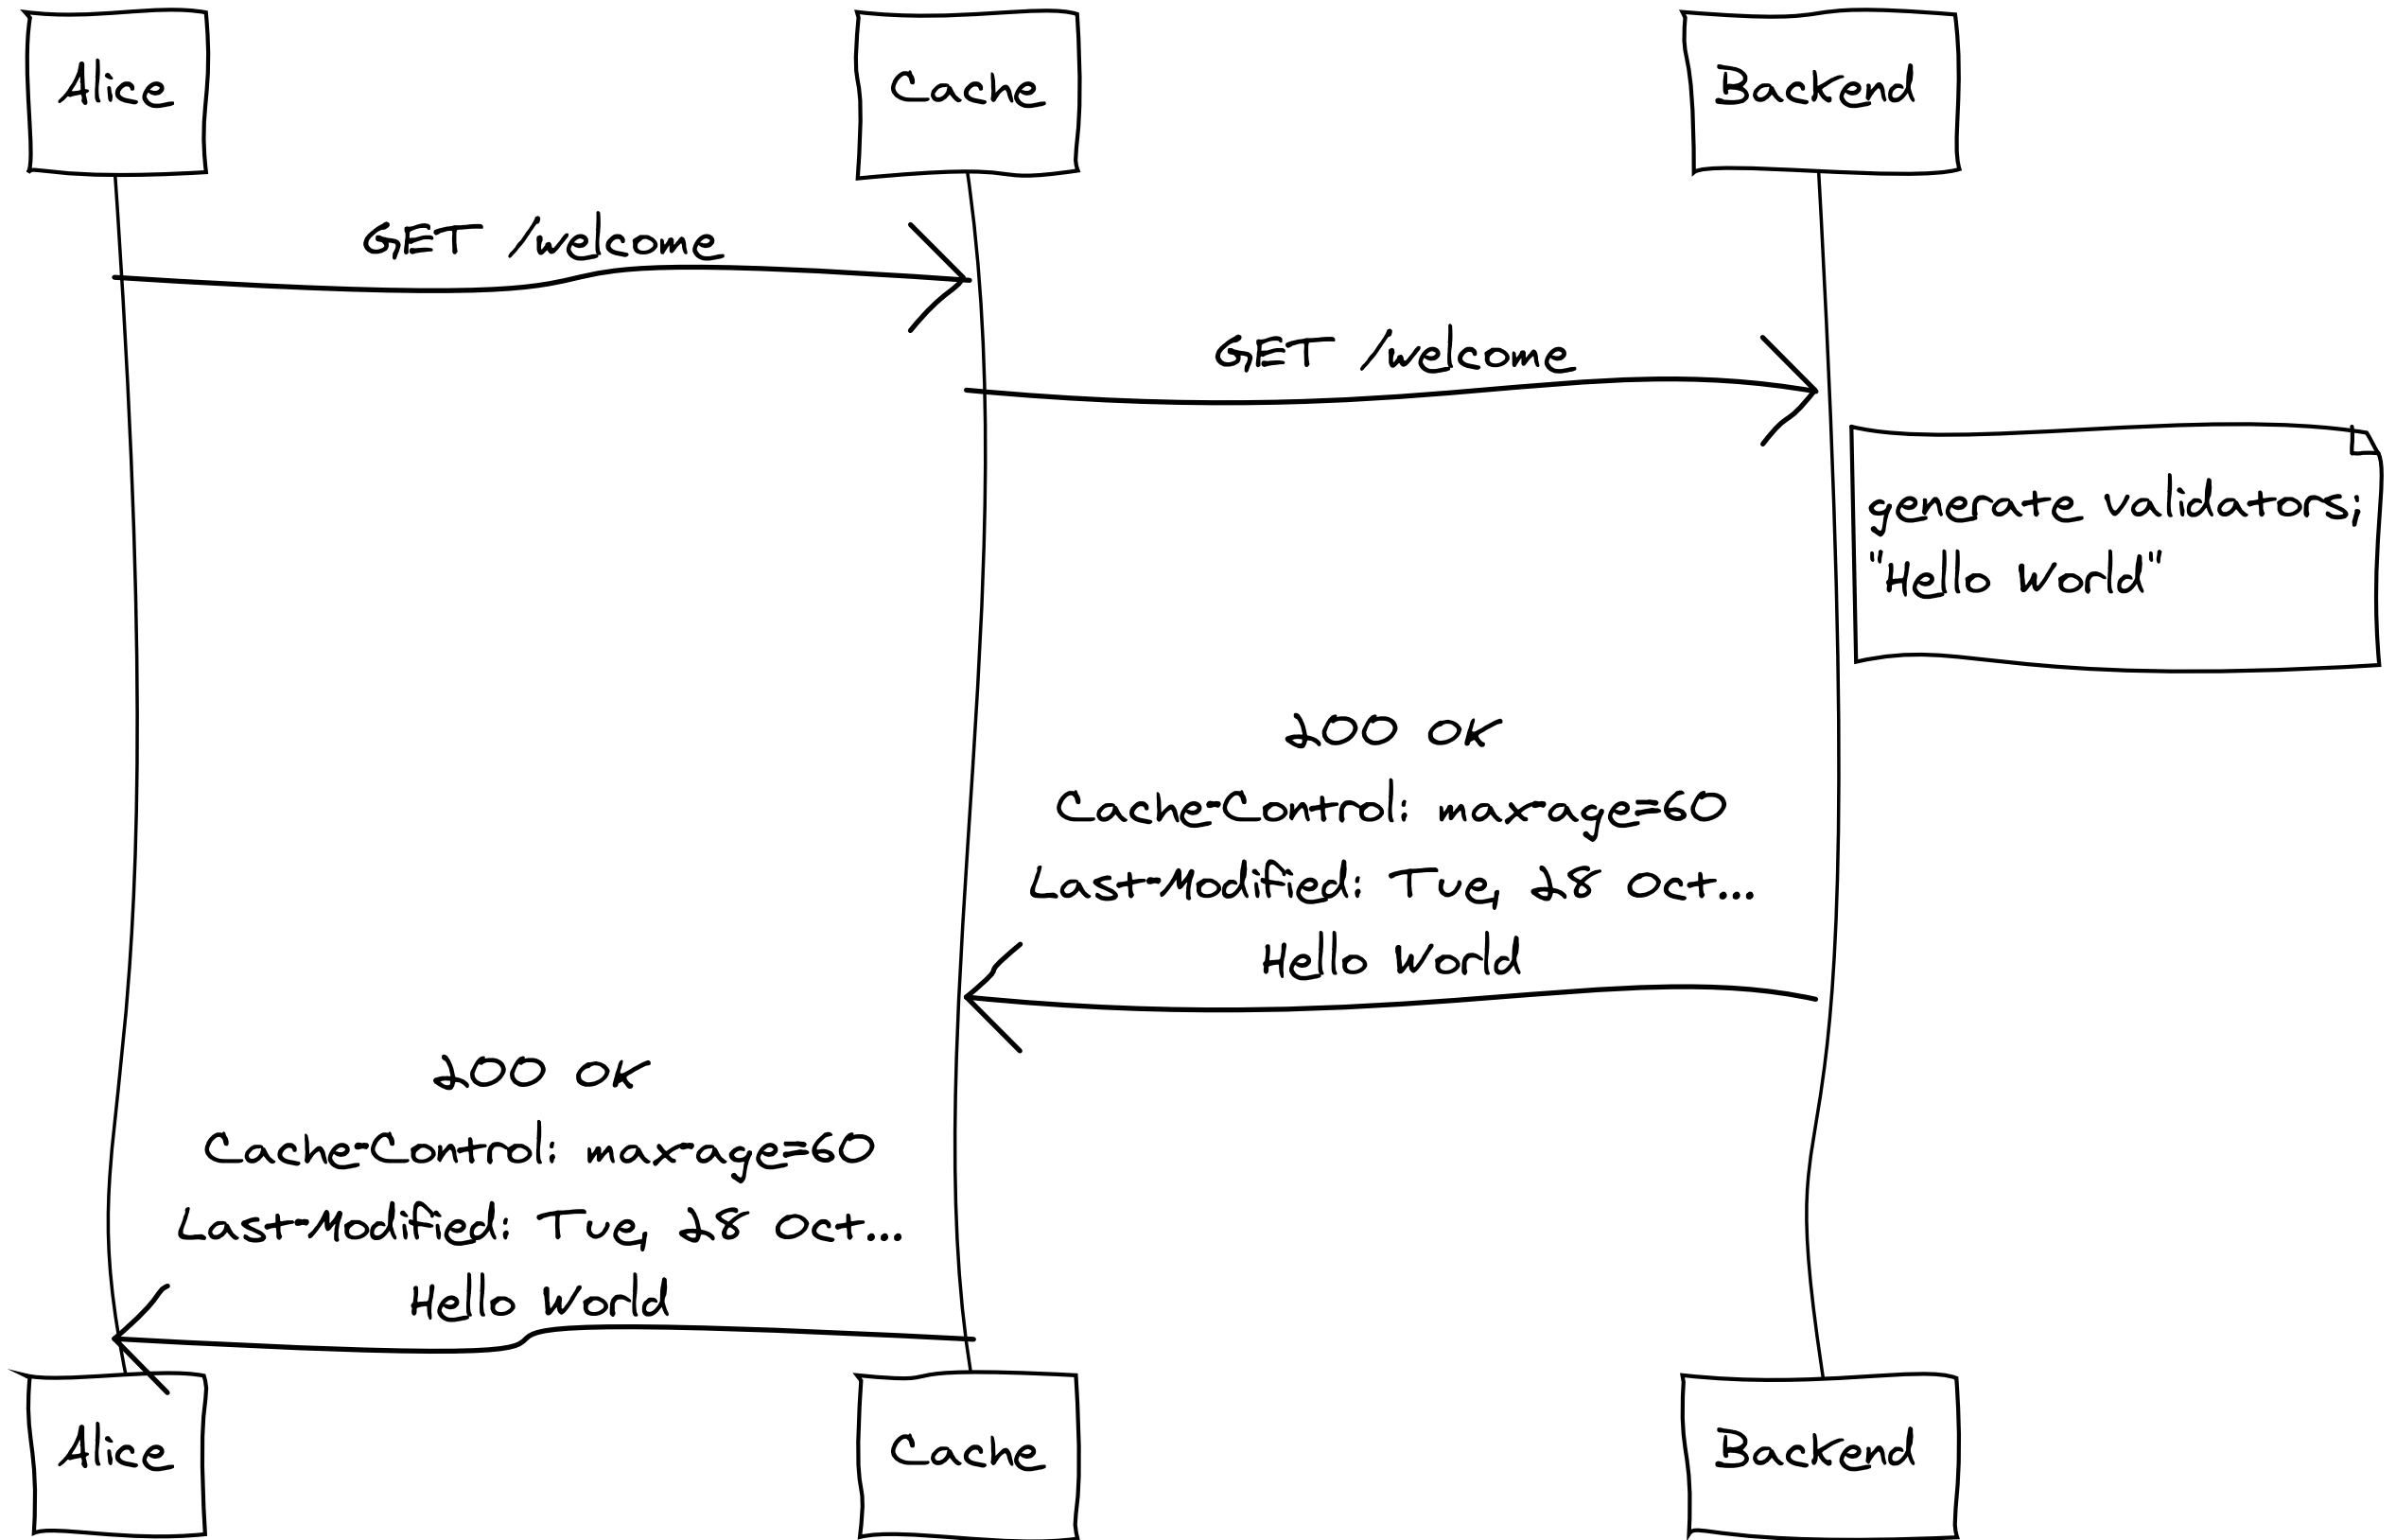 Alice
Cache
Backend
GET /welcome
GET /welcome
generate validators;
"Hello World"
200 OK
Cache-Control: max-age=60
Last-Modified: Tue, 28 Oct...
Hello World
200 OK
Cache-Control: max-age=60
Last-Modified: Tue, 28 Oct...
Hello World
Alice
Cache
Backend